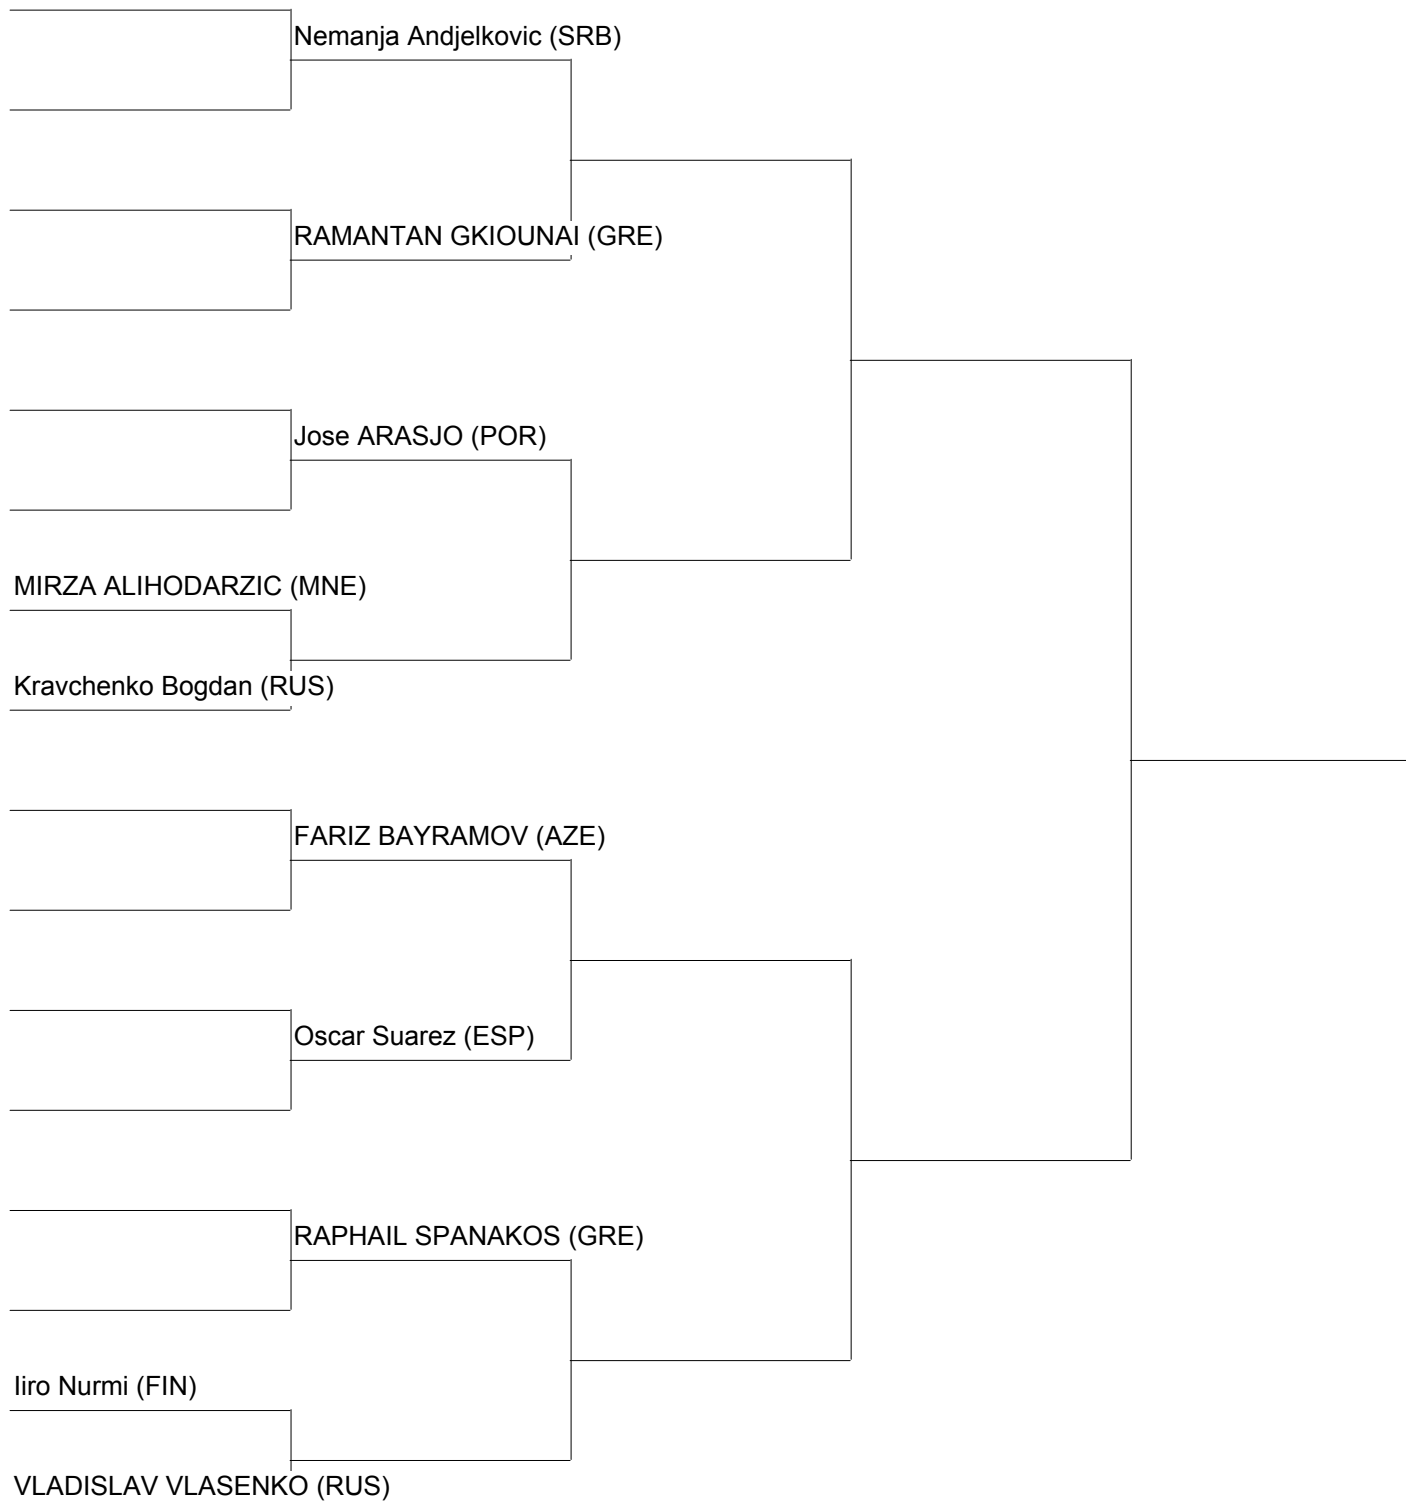 Nemanja Andjelkovic (SRB)
RAMANTAN GKIOUNAI (GRE)
Jose ARASJO (POR)
MIRZA ALIHODARZIC (MNE)
Kravchenko Bogdan (RUS)
FARIZ BAYRAMOV (AZE)
Oscar Suarez (ESP)
RAPHAIL SPANAKOS (GRE)
Iiro Nurmi (FIN)
VLADISLAV VLASENKO (RUS)